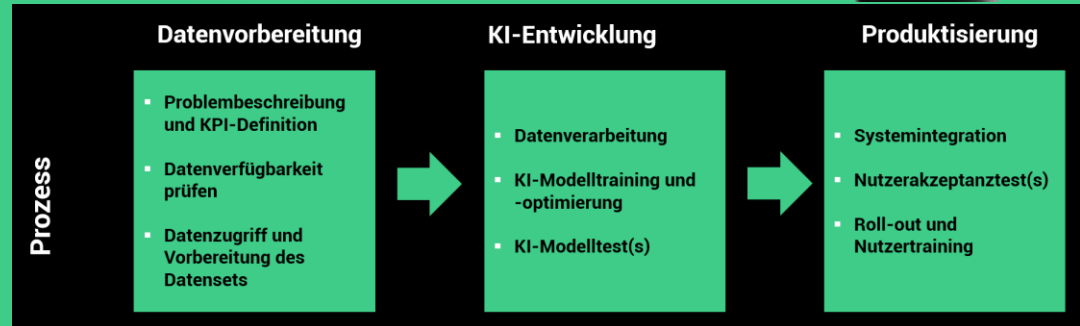 Datenvorbereitung
KI-Entwicklung
Produktisierung
Prozess
▪ Problembeschreibung
und KPI-Definition
▪ Datenverfügbarkeit
prüfen
▪ Datenzugriff und
Vorbereitung des
Datensets
▪ Datenverarbeitung
▪ KI-Modelltraining und
-optimierung
▪ KI-Modelltest(s)
▪ Systemintegration
▪ Nutzerakzeptanztest(s)
▪ Roll-out und
Nutzertraining